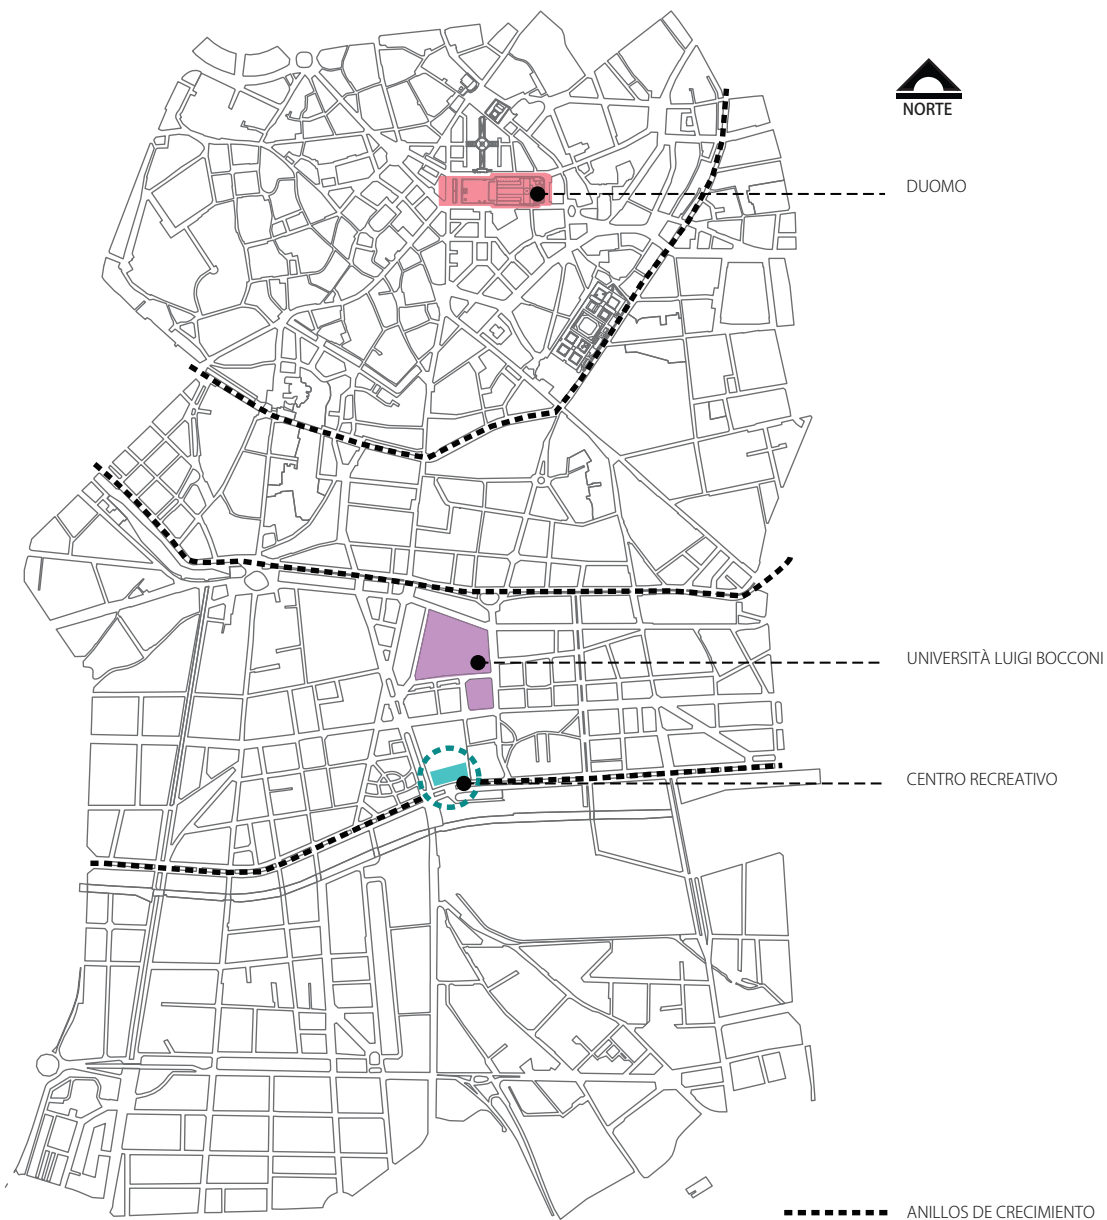 NORTE
DUOMO
UNIVERSITÀ LUIGI BOCCONI
CENTRO RECREATIVO
ANILLOS DE CRECIMIENTO